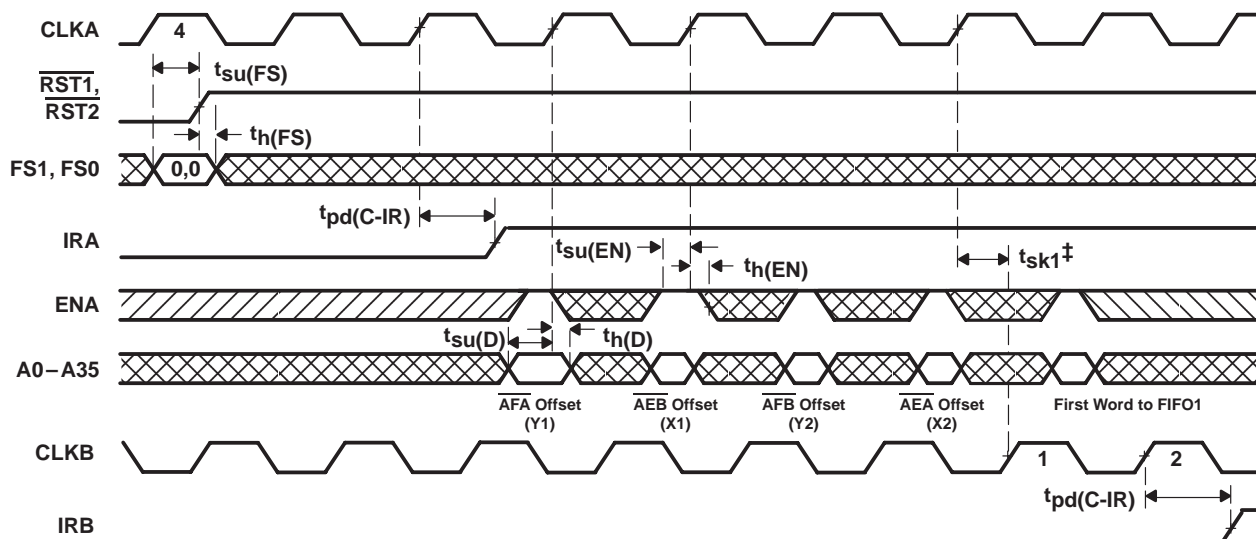 CLKA
4
tsu(FS)
RST1,
RST2
th(FS)
FS1, FS0
0,0
tpd(C-IR)
IRA
tsu(EN)
th(EN)
tsk1‡
ENA
tsu(D)
th(D)
A0–A35
AFA Offset
(Y1)
AEB Offset
(X1)
AFB Offset
(Y2)
AEA Offset
(X2)
First Word to FIFO1
CLKB
1
2
tpd(C-IR)
IRB